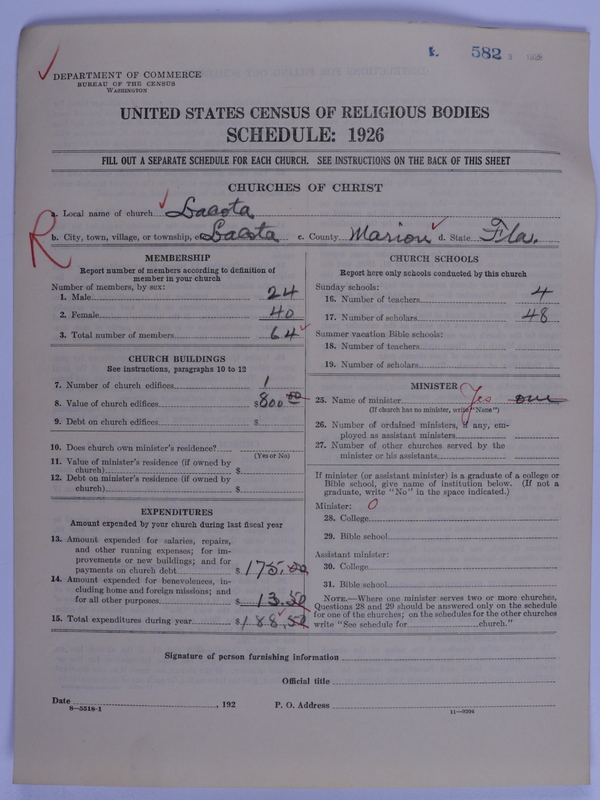 582
1926
DEPARTMENT OF COMMERCE
BUREAU OF THE CENSUS
WASHINGTON
UNITED STATES CENSUS OF RELIGIOUS BODIES
SCHEDULE: 1926
FILL OUT A SEPARATE SCHEDULE FOR EACH CHURCH. SEE INSTRUCTIONS ON THE BACK OF THIS SHEET
CHURCHES OF CHRIST
a. Local name of church Lacota
R
b. City, town, village, or township, e Lacota c. County Marion d. State Fla.
MEMBERSHIP
Report number of members according to definition of
member in your church
Number of members, by sex:
1. Male 24
2. Female 40
3. Total number of members 64
CHURCH BUILDINGS
See instructions, paragraphs 10 to 12
7. Number of church edifices 1
8. Value of church edifices $800 00
9. Debt on church edifices $
10. Does church own minister's residence?
(Yes or No)
11. Value of minister's residence (if owned by
church) $
12. Debt on minister's residence (if owned by
church) $
EXPENDITURES
Amount expended by your church during last fiscal year
13. Amount expended for salaries, repairs,
and other running expenses; for im-
provements or new buildings; and for
payments on church debt $175.00
14. Amount expended for benevolences, in-
cluding home and foreign missions; and
for all other purposes $13.50
15. Total expenditures during year $188.50
CHURCH SCHOOLS
Report here only schools conducted by this church
Sunday schools:
16. Number of teachers 4
17. Number of scholars 48
Summer vacation Bible schools:
18. Number of teachers
19. Number of scholars
MINISTER
25. Name of minister Yes one
(If church has no minister, write "None")
26. Number of ordained ministers, if any, em-
ployed as assistant ministers
27. Number of other churches served by the
minister or his assistants
If minister (or assistant minister) is a graduate of a college or
Bible school, give name of institution below. (If not a
graduate, write "No" in the space indicated.)
Minister: 0
28. College
29. Bible school
Assistant minister:
30. College
31. Bible school
NOTE.—Where one minister serves two or more churches,
Questions 28 and 29 should be answered only on the schedule
for one of the churches; on the schedules for the other churches
write "See schedule for church."
Signature of person furnishing information
Official title
Date , 192 P. O. Address
8—5518-1 11—9394